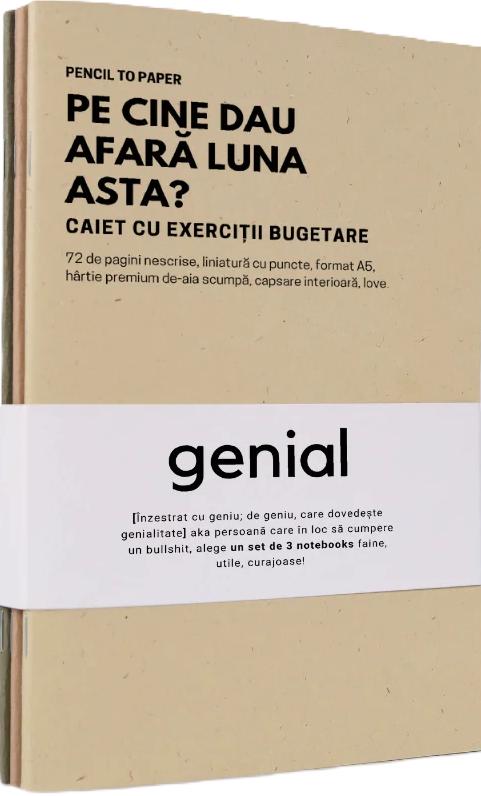 PENCIL TO PAPER
PE CINE DAU
AFARĂ LUNA
ASTA?
CAIET CU EXERCIȚII BUGETARE
72 de pagini nescrise, liniatură cu puncte, format A5,
hârtie premium de-aia scumpă, capsare interioară, love.
genial
[înzestrat cu geniu; de geniu, care dovedește
genialitate] aka persoană care în loc să cumpere
un bullshit, alege un set de 3 notebooks faine,
utile, curajoase!